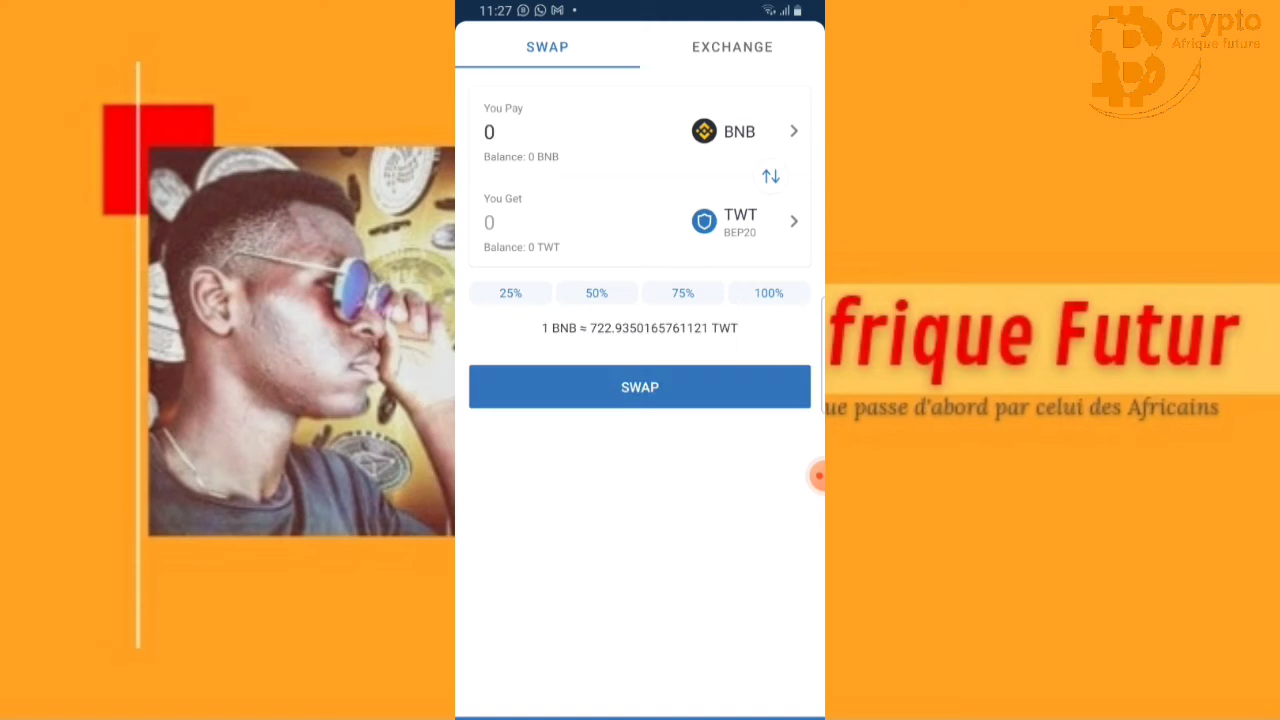 11:27
SWAP
EXCHANGE
You Pay
0
BNB
Balance: 0 BNB
You Get
0
TWT
BEP20
Balance: 0 TWT
25%
50%
75%
100%
1 BNB ≈ 722.9350165761121 TWT
SWAP
Crypto
Afrique future
frique Futur
ue passe d'abord par celui des Africains